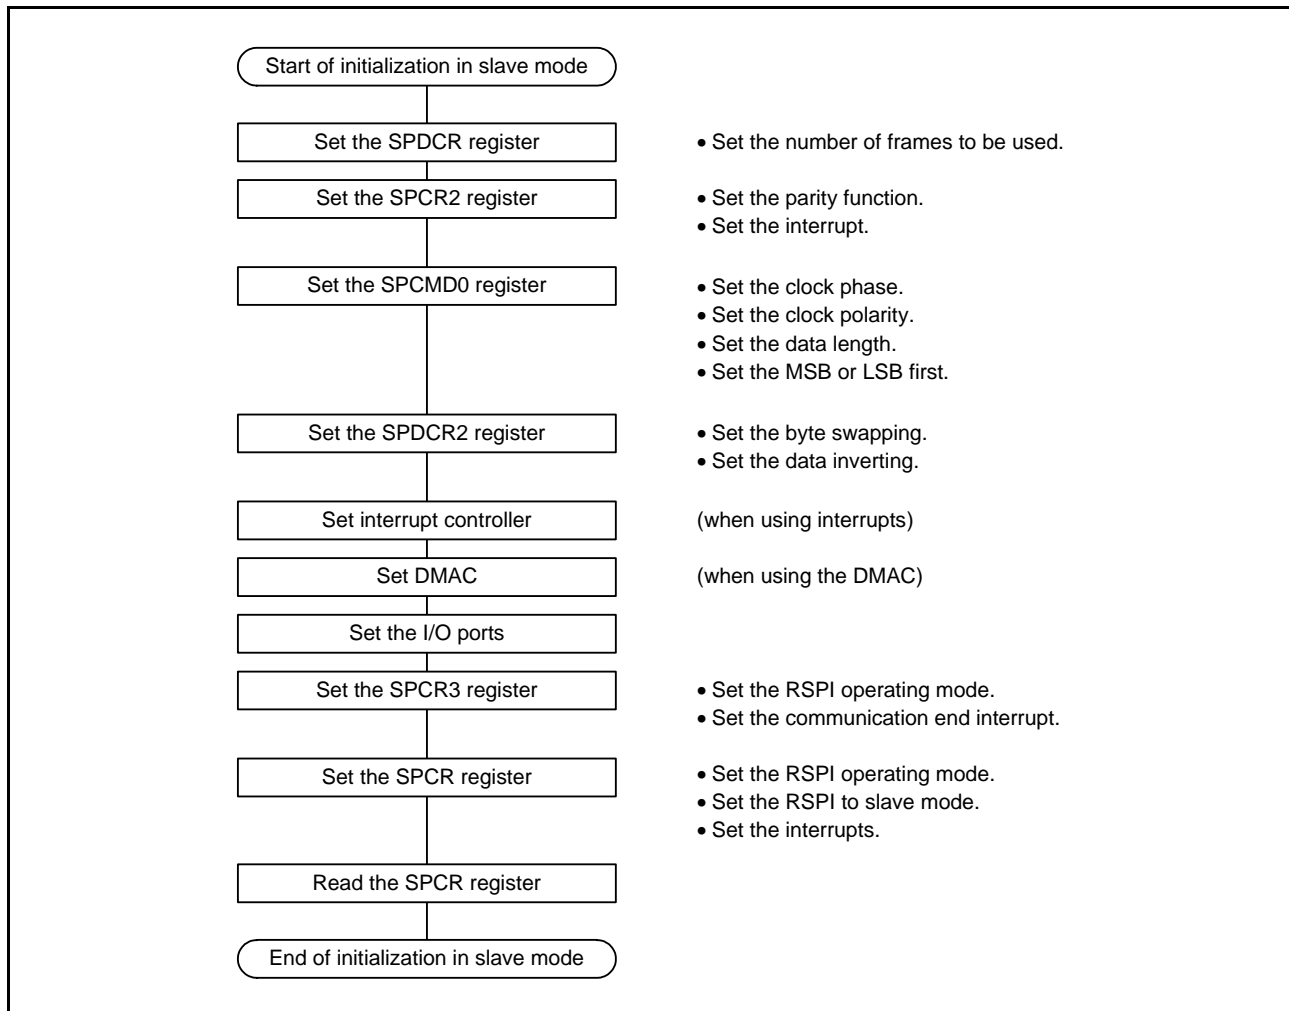 Start of initialization in slave mode
Set the SPDCR register
• Set the number of frames to be used.
Set the SPCR2 register
• Set the parity function.
• Set the interrupt.
Set the SPCMD0 register
• Set the clock phase.
• Set the clock polarity.
• Set the data length.
• Set the MSB or LSB first.
Set the SPDCR2 register
• Set the byte swapping.
• Set the data inverting.
Set interrupt controller
(when using interrupts)
Set DMAC
(when using the DMAC)
Set the I/O ports
Set the SPCR3 register
• Set the RSPI operating mode.
• Set the communication end interrupt.
Set the SPCR register
• Set the RSPI operating mode.
• Set the RSPI to slave mode.
• Set the interrupts.
Read the SPCR register
End of initialization in slave mode